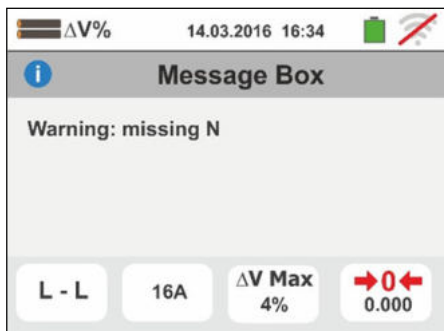 ΔV% 14.03.2016 16:34
i Message Box
Warning: missing N
L - L 16A ΔV Max 4% →0← 0.000